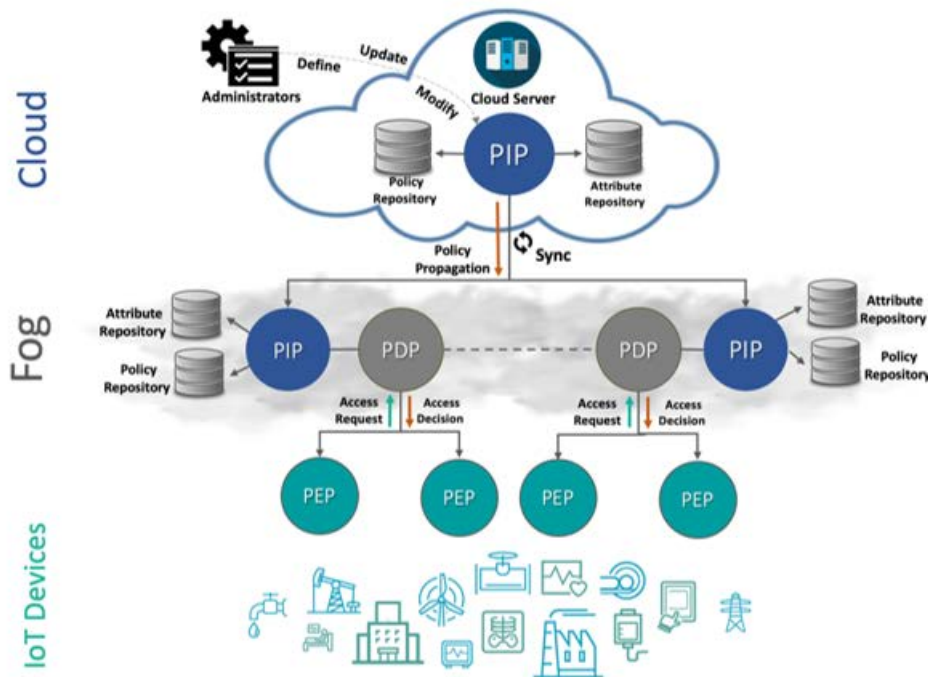 Cloud
Administrators
Define
Update
Modify
Cloud Server
PIP
Policy
Repository
Attribute
Repository
Policy
Propagation
Sync
Fog
Attribute
Repository
Policy
Repository
PIP
PDP
PDP
PIP
Attribute
Repository
Policy
Repository
Access
Request
Access
Decision
Access
Request
Access
Decision
IoT Devices
PEP
PEP
PEP
PEP